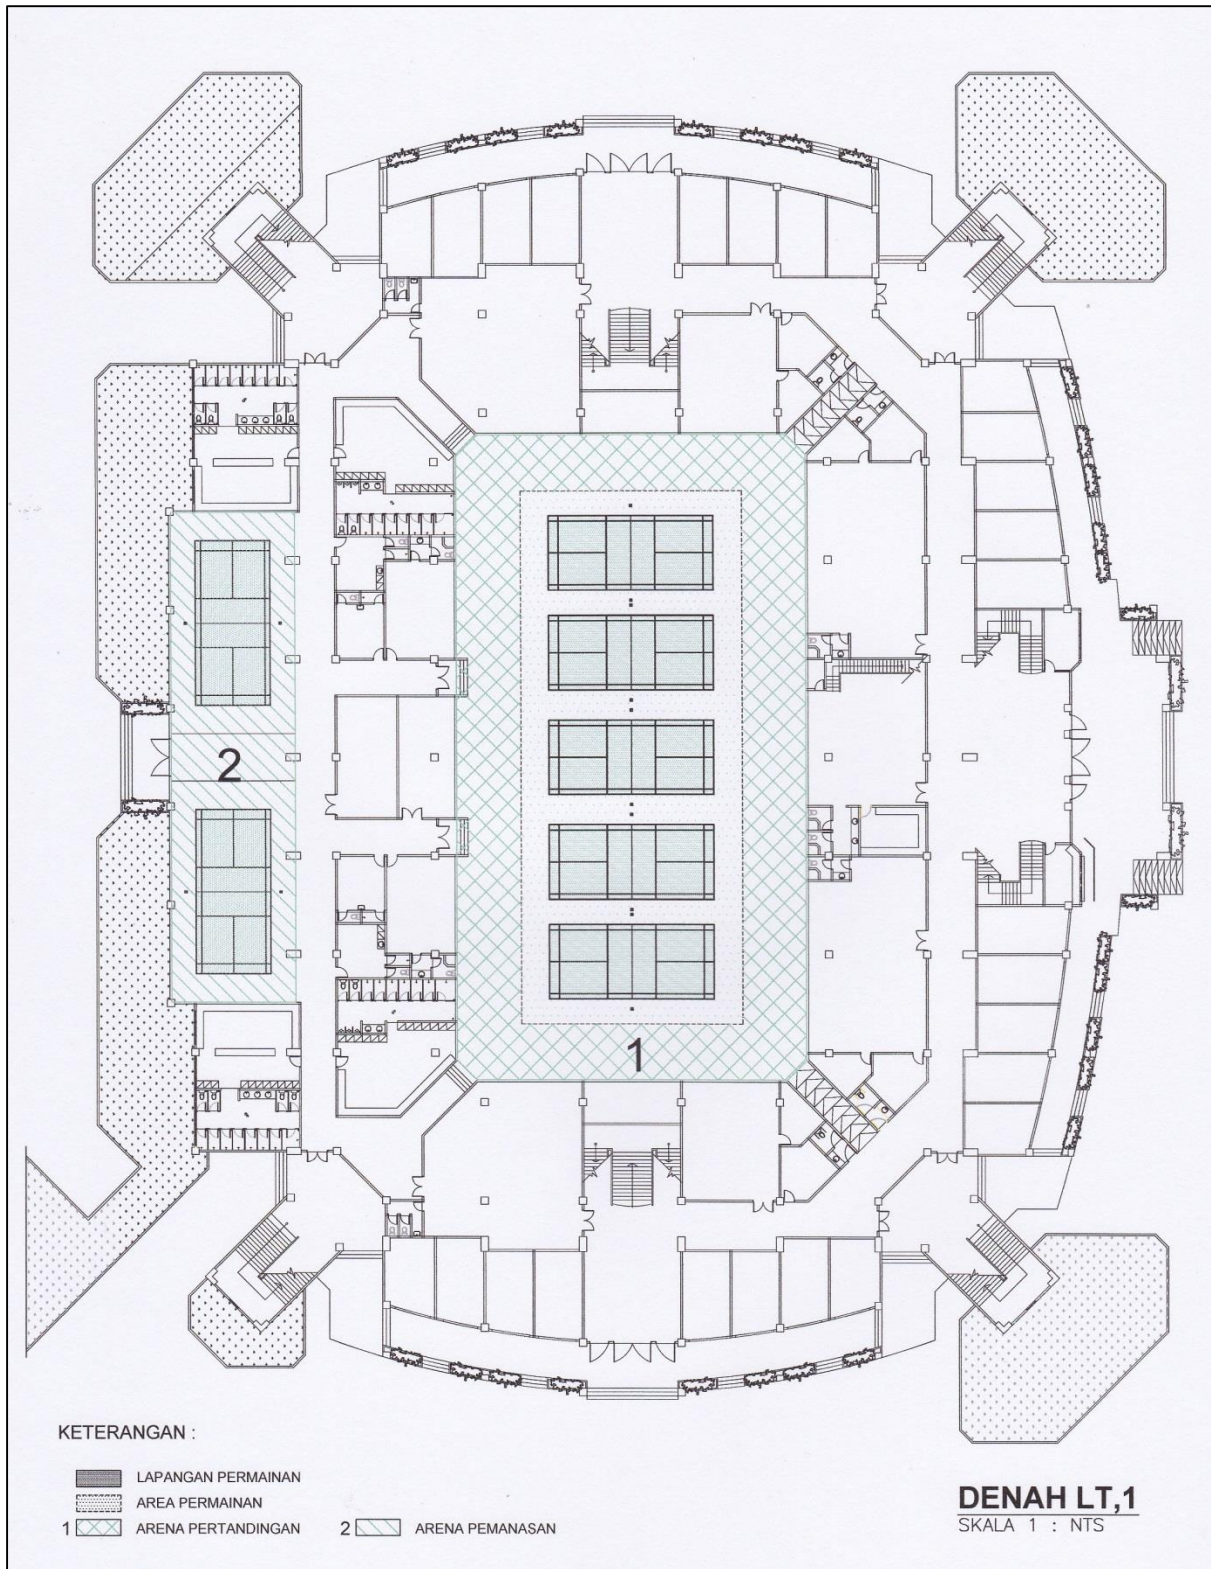 2
1
KETERANGAN :
LAPANGAN PERMAINAN
AREA PERMAINAN
1 ARENA PERTANDINGAN 2 ARENA PEMANASAN
DENAH LT,1
SKALA 1 : NTS